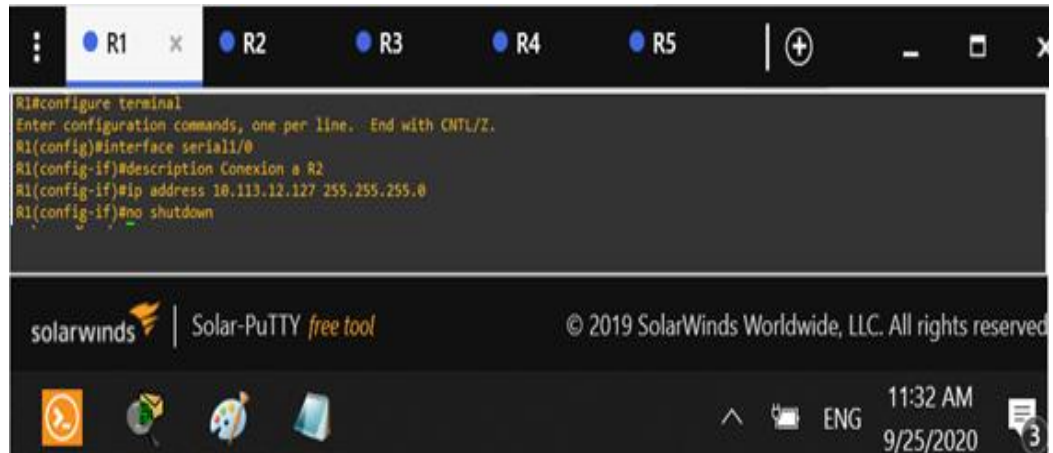 R1 R2 R3 R4 R5
R1#configure terminal
Enter configuration commands, one per line. End with CNTL/Z.
R1(config)#interface serial1/0
R1(config-if)#description Conexion a R2
R1(config-if)#ip address 10.113.12.127 255.255.255.0
R1(config-if)#no shutdown
solarwinds Solar-PuTTY free tool © 2019 SolarWinds Worldwide, LLC. All rights reserved
ENG
11:32 AM
9/25/2020
3